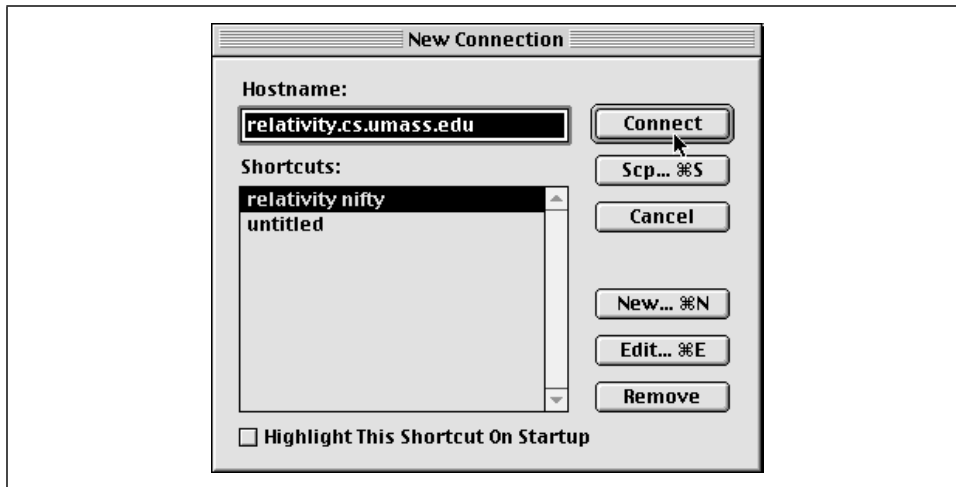 New Connection
Hostname:
relativity.cs.umass.edu
Connect
Shortcuts:
Scp... ⌘S
relativity nifty
untitled
Cancel
New... ⌘N
Edit... ⌘E
Remove
Highlight This Shortcut On Startup